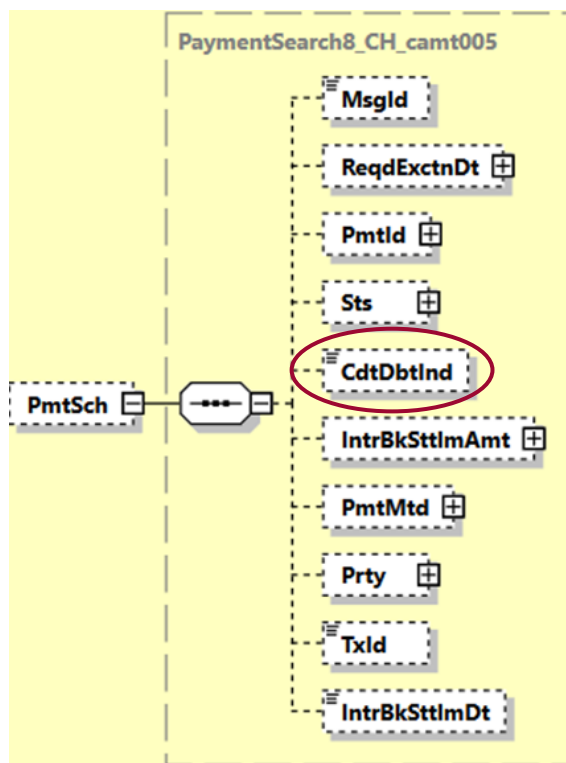 PaymentSearch8_CH_camt005
MsgId
ReqdExctnDt
PmtId
Sts
CdtDbtInd
PmtSch
IntrBkSttlmAmt
PmtMtd
Prty
TxId
IntrBkSttlmDt